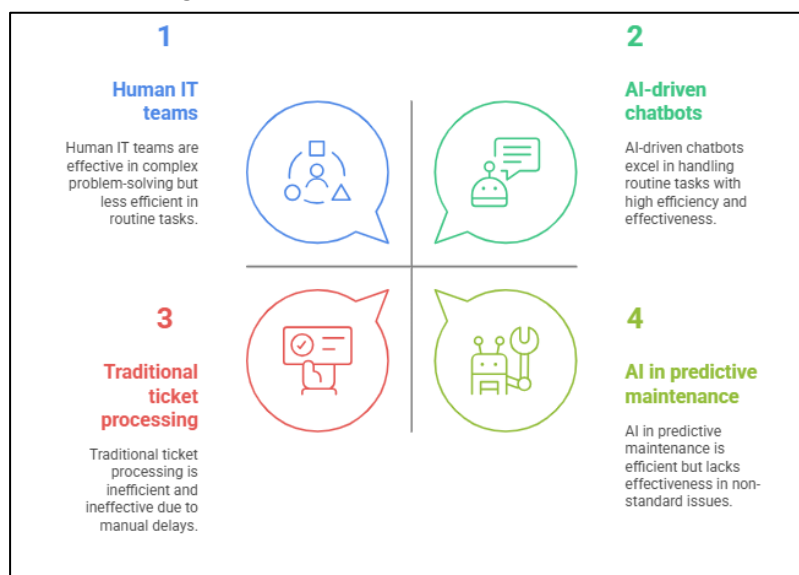 1
Human IT
teams
Human IT teams are
effective in complex
problem-solving but
less efficient in
routine tasks.
2
AI-driven
chatbots
AI-driven chatbots
excel in handling
routine tasks with
high efficiency and
effectiveness.
3
Traditional
ticket
processing
Traditional ticket
processing is
inefficient and
ineffective due to
manual delays.
4
AI in predictive
maintenance
AI in predictive
maintenance is
efficient but lacks
effectiveness in non-
standard issues.